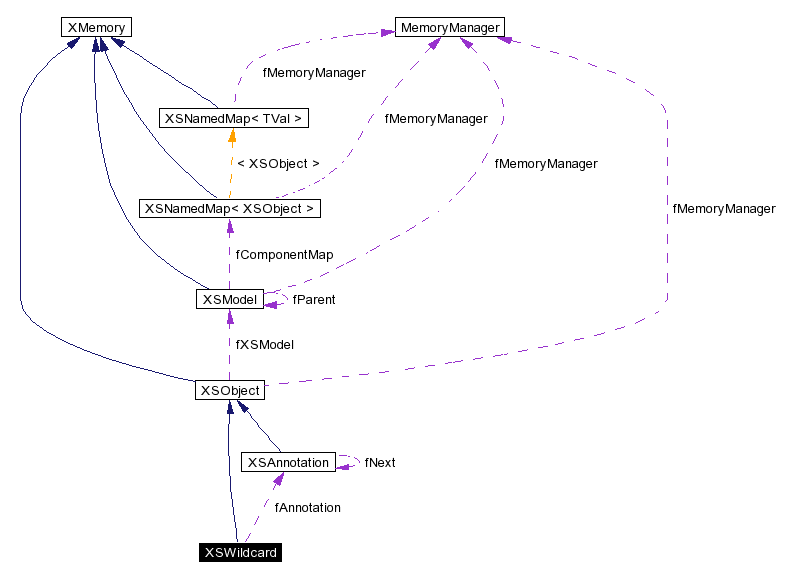 XMemory
MemoryManager
fMemoryManager
XSNamedMap< TVal >
fMemoryManager
< XSObject >
fMemoryManager
XSNamedMap< XSObject >
fMemoryManager
fComponentMap
XSModel
fParent
fXSModel
XSObject
XSAnnotation
fNext
fAnnotation
XSWildcard